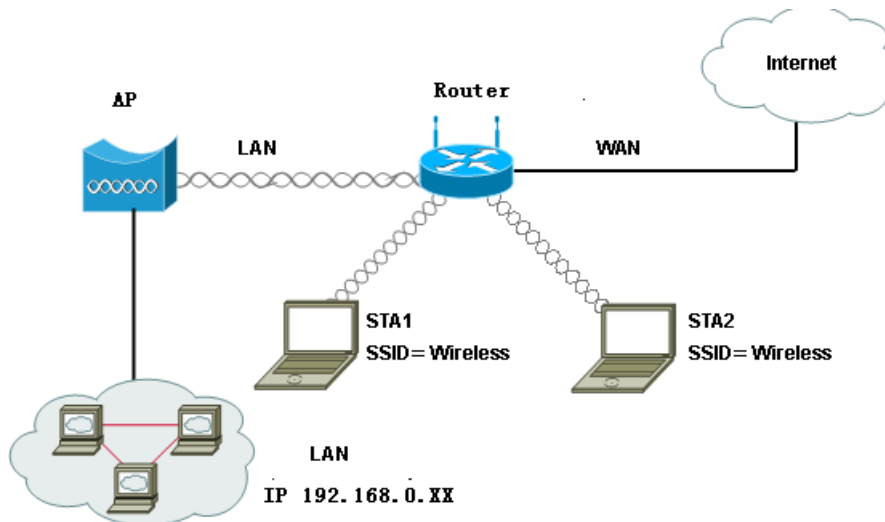 Internet
Router
AP
LAN
WAN
STA1
SSID=Wireless
STA2
SSID=Wireless
LAN
IP 192.168.0.XX